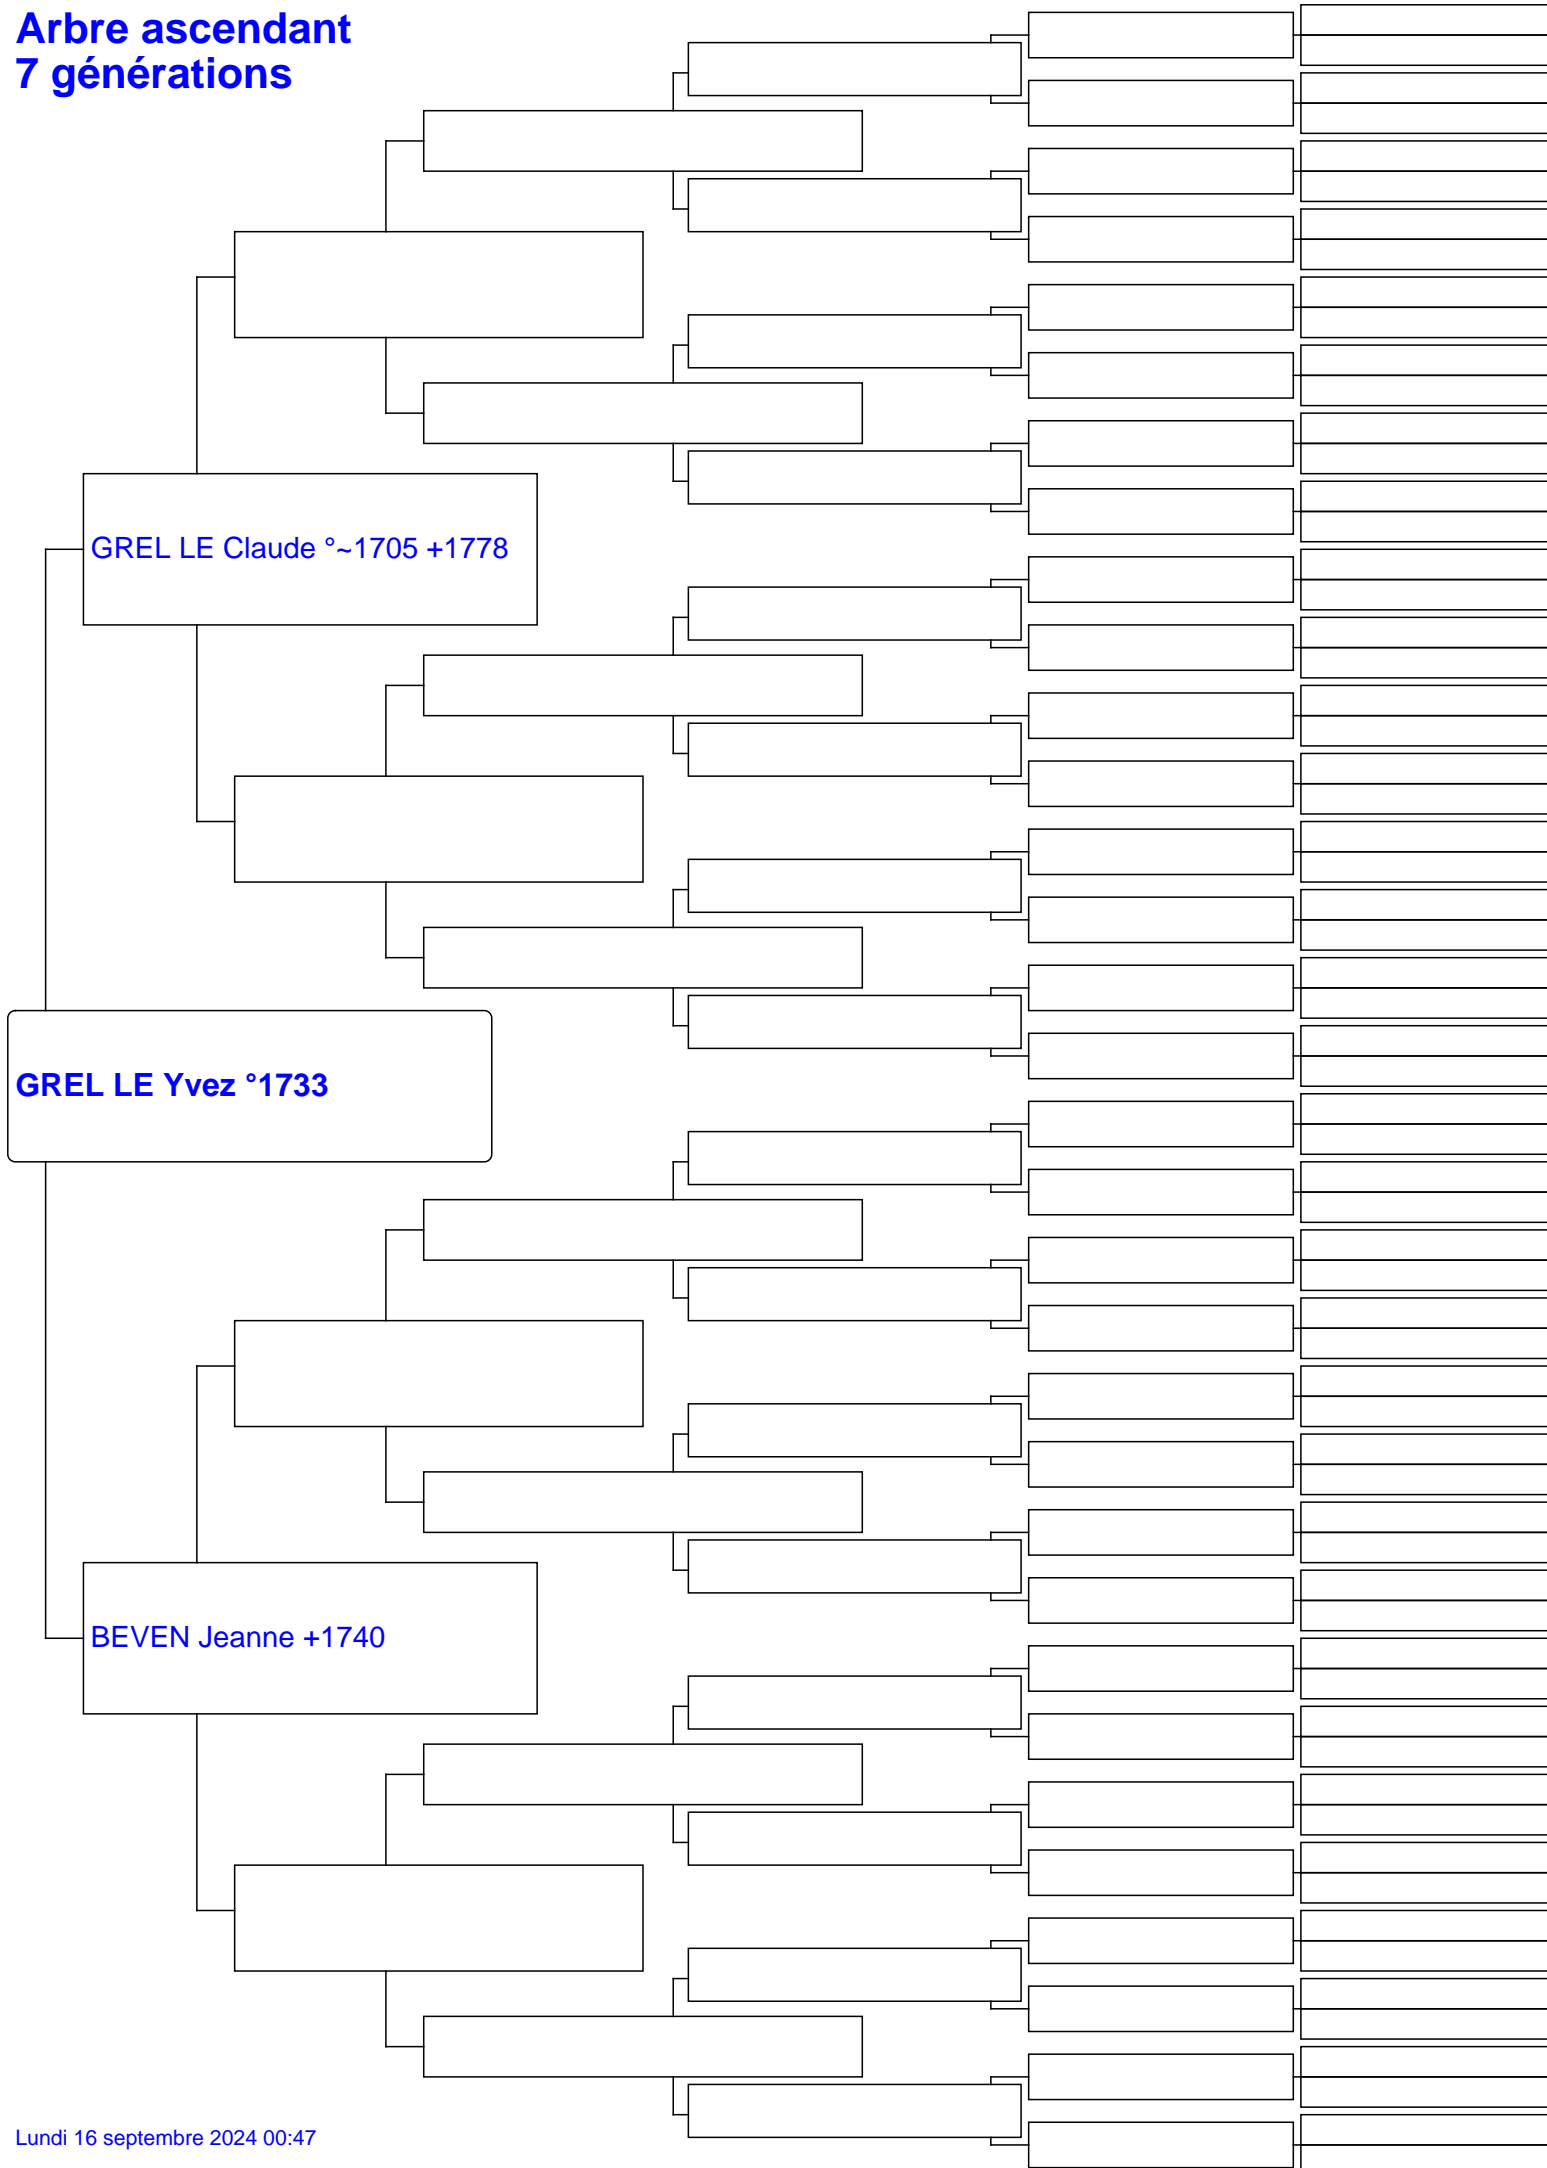 Arbre ascendant
7 générations
GREL LE Claude °~1705 +1778
GREL LE Yvez °1733
BEVEN Jeanne +1740
Lundi 16 septembre 2024 00:47